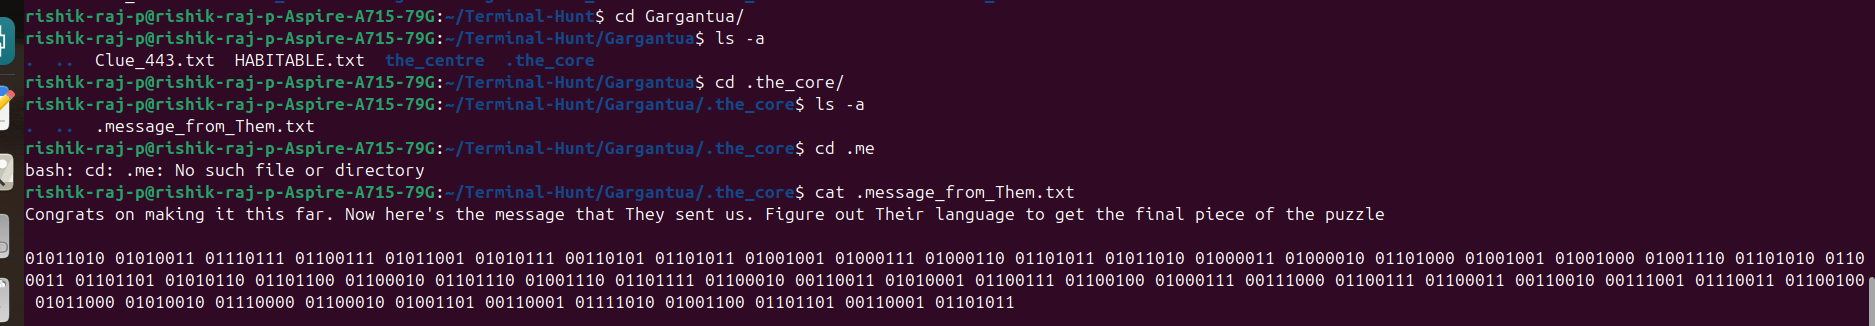 rishik-raj-p@rishik-raj-p-Aspire-A715-79G:~/Terminal-Hunt$ cd Gargantua/
rishik-raj-p@rishik-raj-p-Aspire-A715-79G:~/Terminal-Hunt/Gargantua$ ls -a
.  ..  Clue_443.txt  HABITABLE.txt  the_centre  .the_core
rishik-raj-p@rishik-raj-p-Aspire-A715-79G:~/Terminal-Hunt/Gargantua$ cd .the_core/
rishik-raj-p@rishik-raj-p-Aspire-A715-79G:~/Terminal-Hunt/Gargantua/.the_core$ ls -a
.  ..  .message_from_Them.txt
rishik-raj-p@rishik-raj-p-Aspire-A715-79G:~/Terminal-Hunt/Gargantua/.the_core$ cd .me
bash: cd: .me: No such file or directory
rishik-raj-p@rishik-raj-p-Aspire-A715-79G:~/Terminal-Hunt/Gargantua/.the_core$ cat .message_from_Them.txt
Congrats on making it this far. Now here's the message that They sent us. Figure out Their language to get the final piece of the puzzle
01011010 01010011 01110111 01100111 01011001 01010111 00110101 01101011 01001001 01000111 01000110 01101011 01011010 01000011 01000010 01101000 01001001 01001000 01001110 01101010 0110
0011 01101101 01010110 01101100 01100010 01101110 01001110 01101111 01100010 00110011 01010001 01100111 01100100 01000111 00111000 01100111 01100011 00110010 00111001 01110011 01100100
01011000 01010010 01110000 01100010 01001101 00110001 01111010 01001100 01101101 00110001 01101011